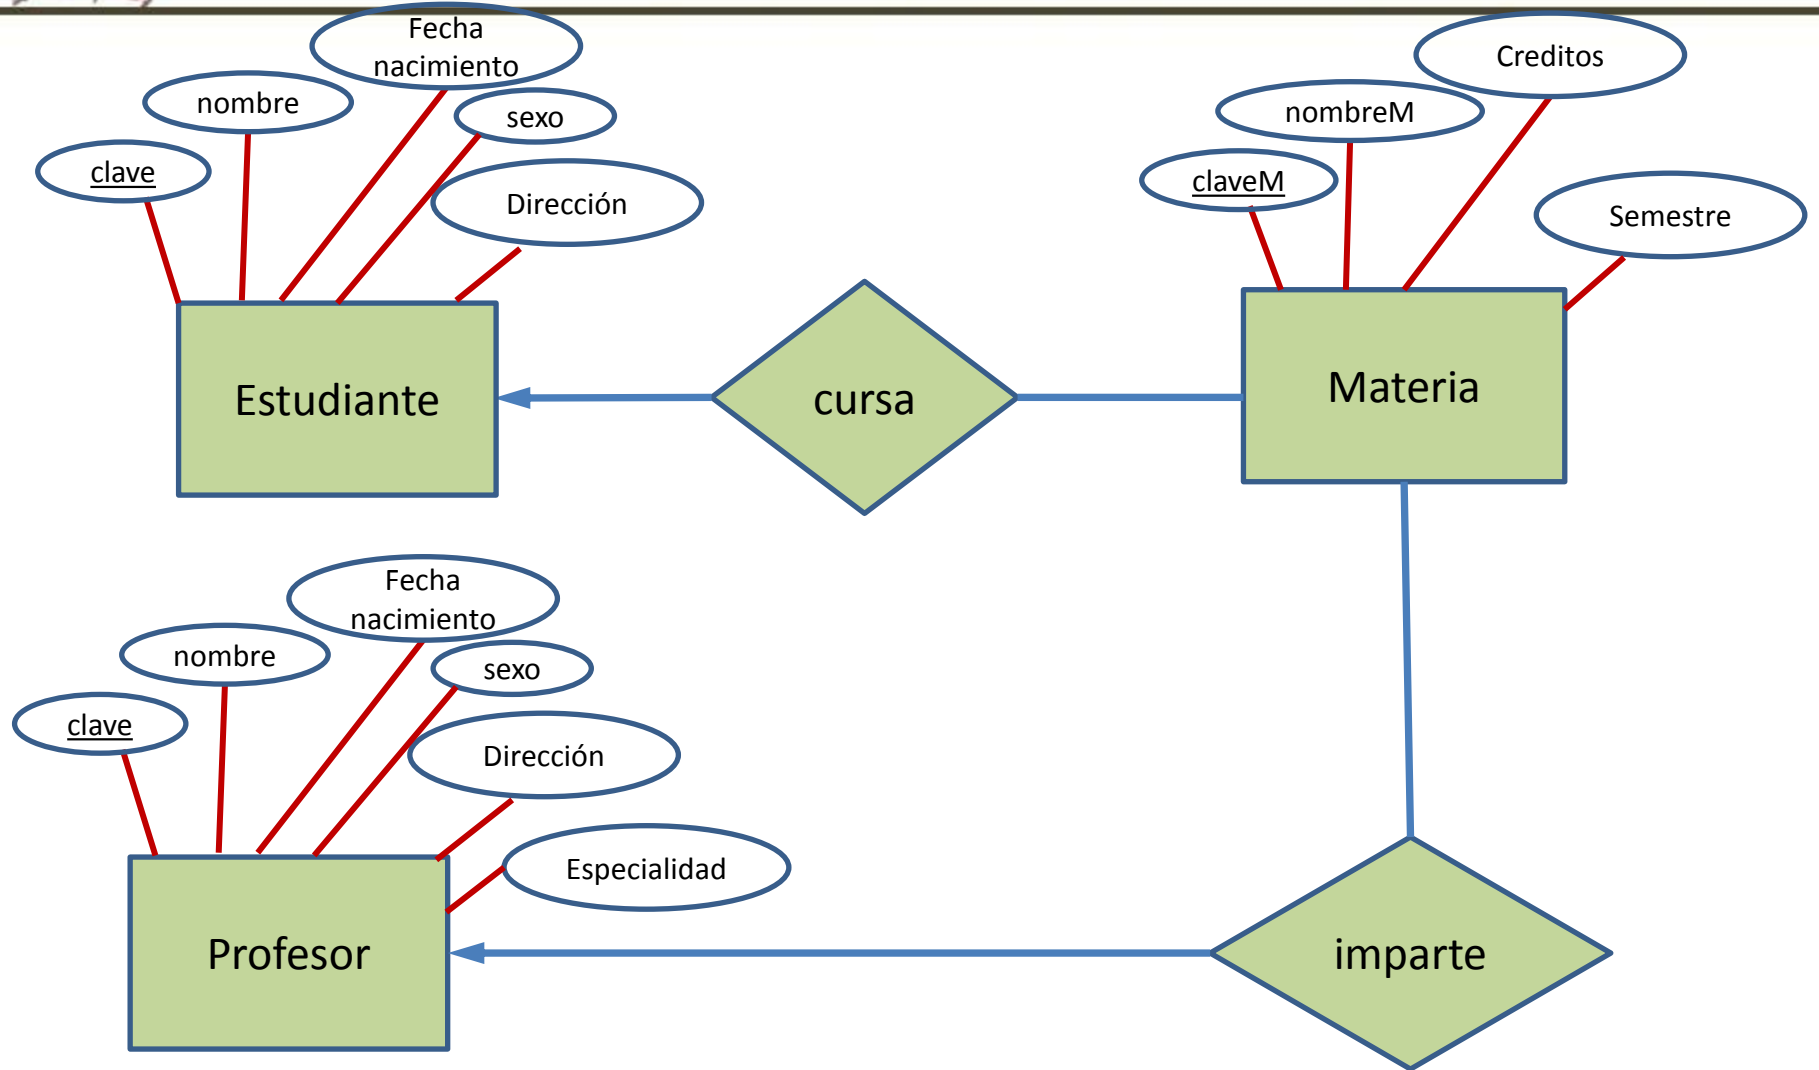 Fecha
nacimiento
nombre
sexo
clave
Dirección
Creditos
nombreM
claveM
Semestre
Estudiante
cursa
Materia
Fecha
nacimiento
nombre
sexo
clave
Dirección
Especialidad
Profesor
imparte